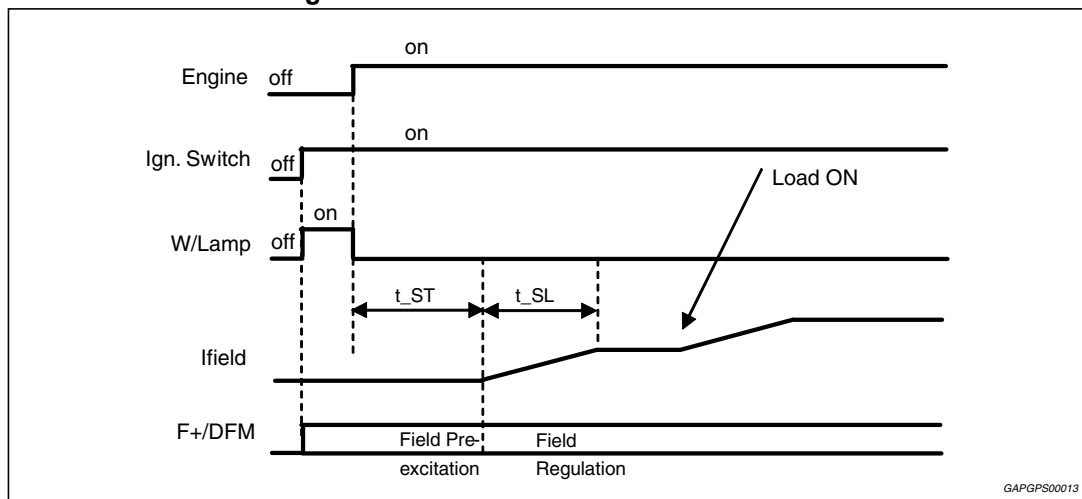 on
Engine off
on
Ign. Switch off
Load ON
on
W/Lamp off
t_ST t_SL
Ifield
F+/DFM
Field Pre-
excitation
Field
Regulation
GAPGPS00013